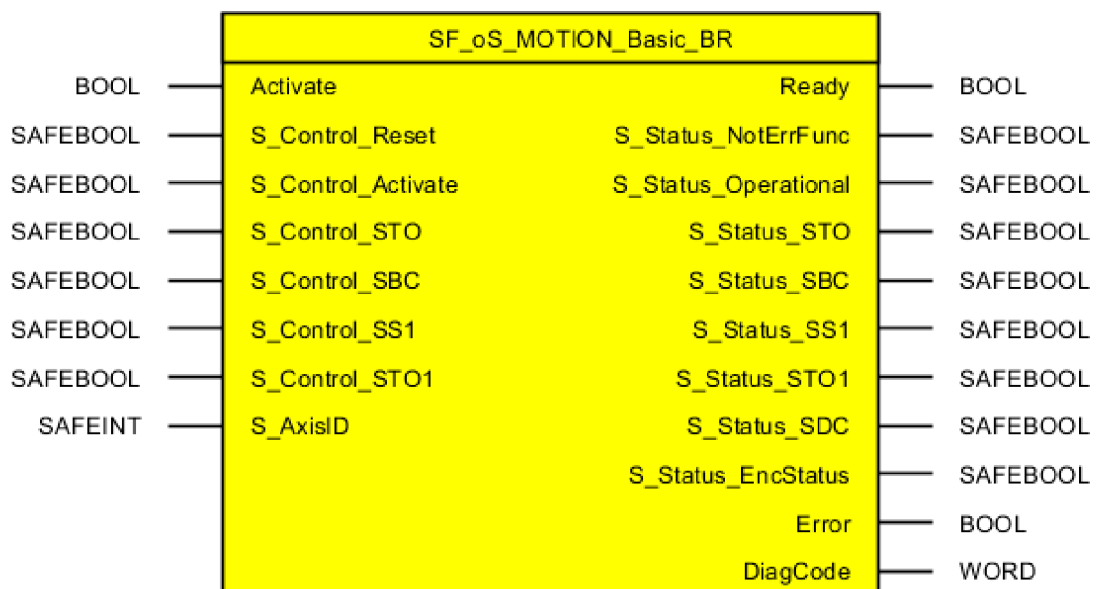 SF_oS_MOTION_Basic_BR
BOOL Activate Ready BOOL
SAFEBOOL S_Control_Reset S_Status_NotErrFunc SAFEBOOL
SAFEBOOL S_Control_Activate S_Status_Operational SAFEBOOL
SAFEBOOL S_Control_STO S_Status_STO SAFEBOOL
SAFEBOOL S_Control_SBC S_Status_SBC SAFEBOOL
SAFEBOOL S_Control_SS1 S_Status_SS1 SAFEBOOL
SAFEBOOL S_Control_STO1 S_Status_STO1 SAFEBOOL
SAFEINT S_AxisID S_Status_SDC SAFEBOOL
S_Status_EncStatus SAFEBOOL
Error BOOL
DiagCode WORD